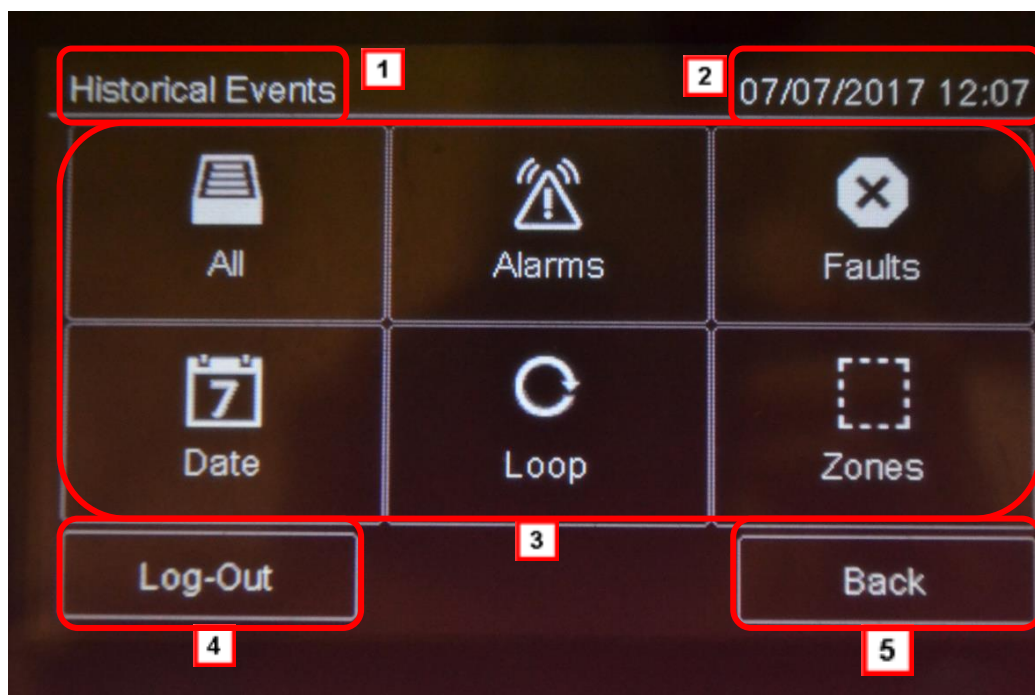 Historical Events
1
2
07/07/2017 12:07
All
Alarms
Faults
7
Date
Loop
Zones
3
Log-Out
Back
4
5